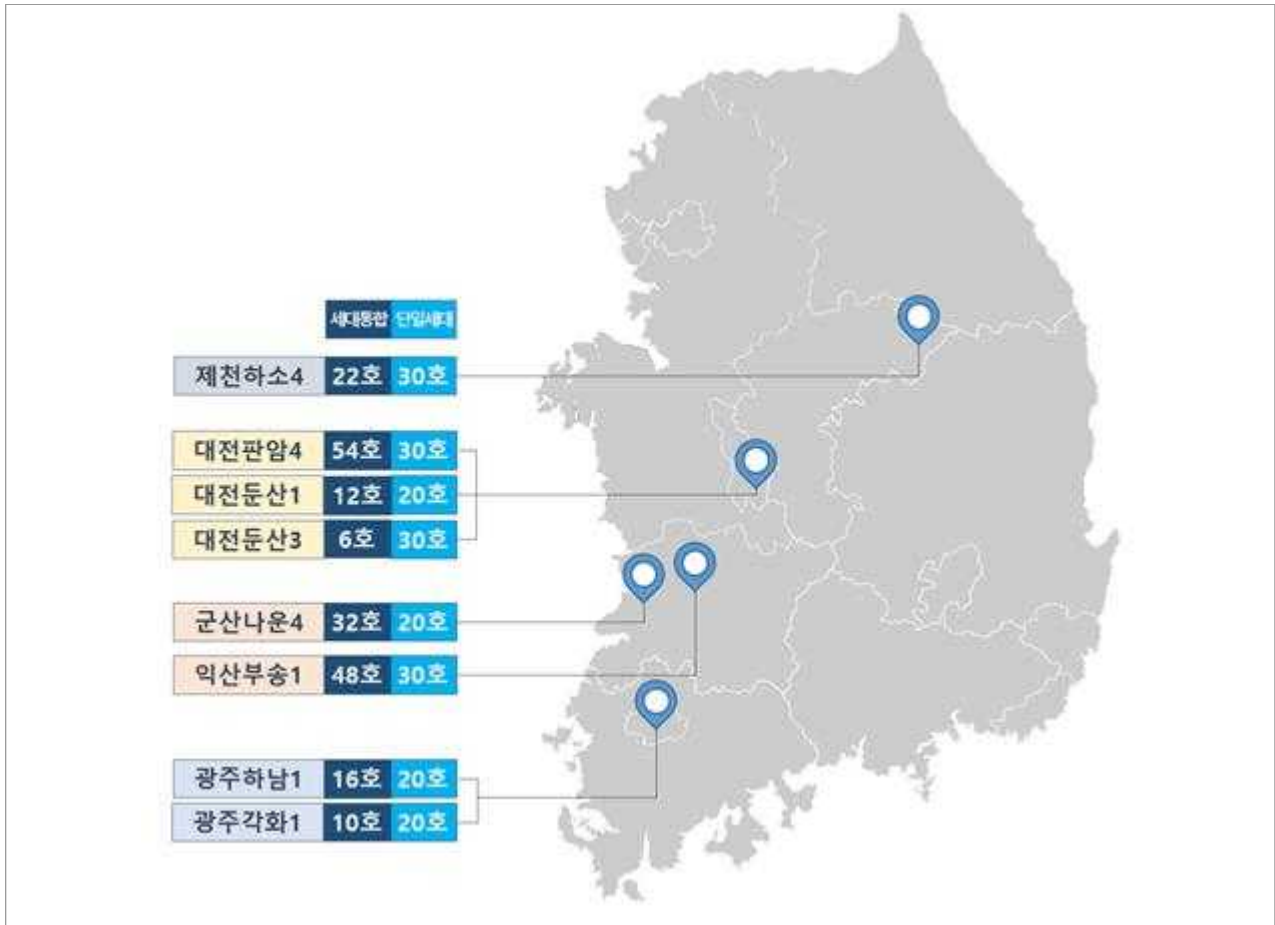 세대통합 단일세대
제천하소4 22호 30호
대전판암4 54호 30호
대전둔산1 12호 20호
대전둔산3 6호 30호
군산나운4 32호 20호
익산부송1 48호 30호
광주하남1 16호 20호
광주각화1 10호 20호